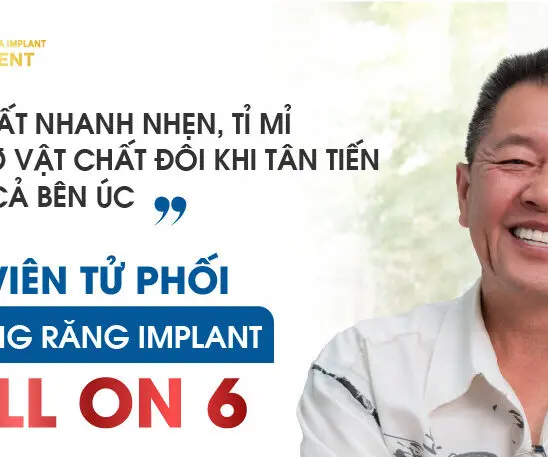 A IMPLANT
ENT
ẤT NHANH NHẸN, TỈ MỈ
VẬT CHẤT ĐÔI KHI TÂN TIẾN
CẢ BÊN ÚC ”
VIÊN TỬ PHỐI
NG RĂNG IMPLANT
LL ON 6